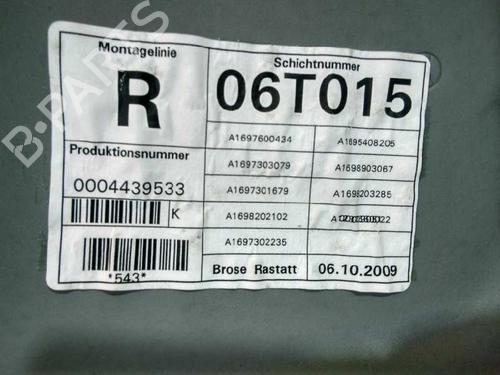 Montagelinie
R
Schichtnummer
06T015
Produktionsnummer
0004439533
K
*543*
A1697600434
A1695408205
A1697303079
A1698903067
A1697301679
A1698203285
A1698202102
A1697302235
Brose Rastatt
06.10.2009
B-PARTS